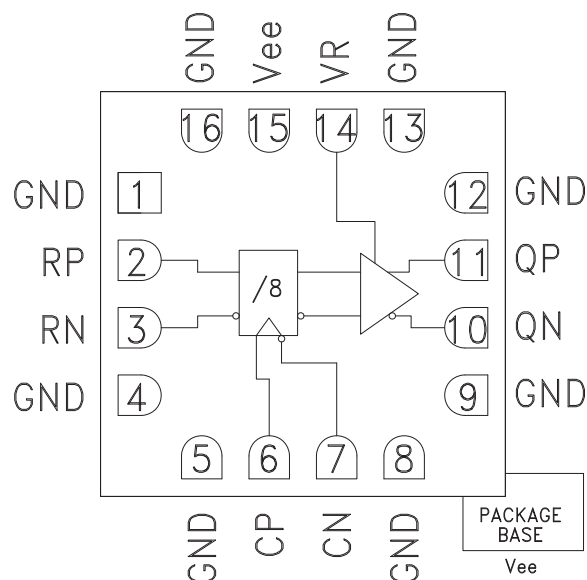 GND Vee VR GND
16 15 14 13
GND 1 12 GND
RP 2 11 QP
/8
RN 3 10 QN
GND 4 9 GND
5 6 7 8
GND CP CN GND
PACKAGE
BASE
Vee